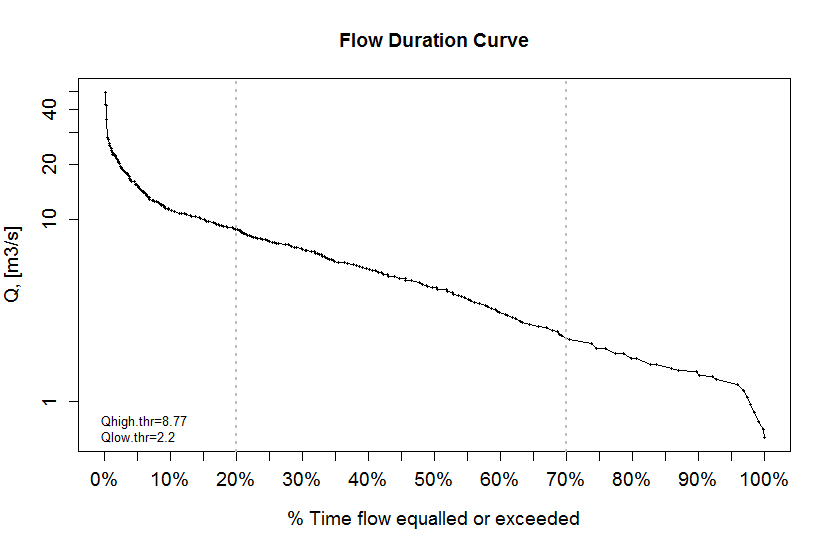 Flow Duration Curve
Q, [m3/s]
40
20
10
1
Qhigh.thr=8.77
Qlow.thr=2.2
0% 10% 20% 30% 40% 50% 60% 70% 80% 90% 100%
% Time flow equalled or exceeded